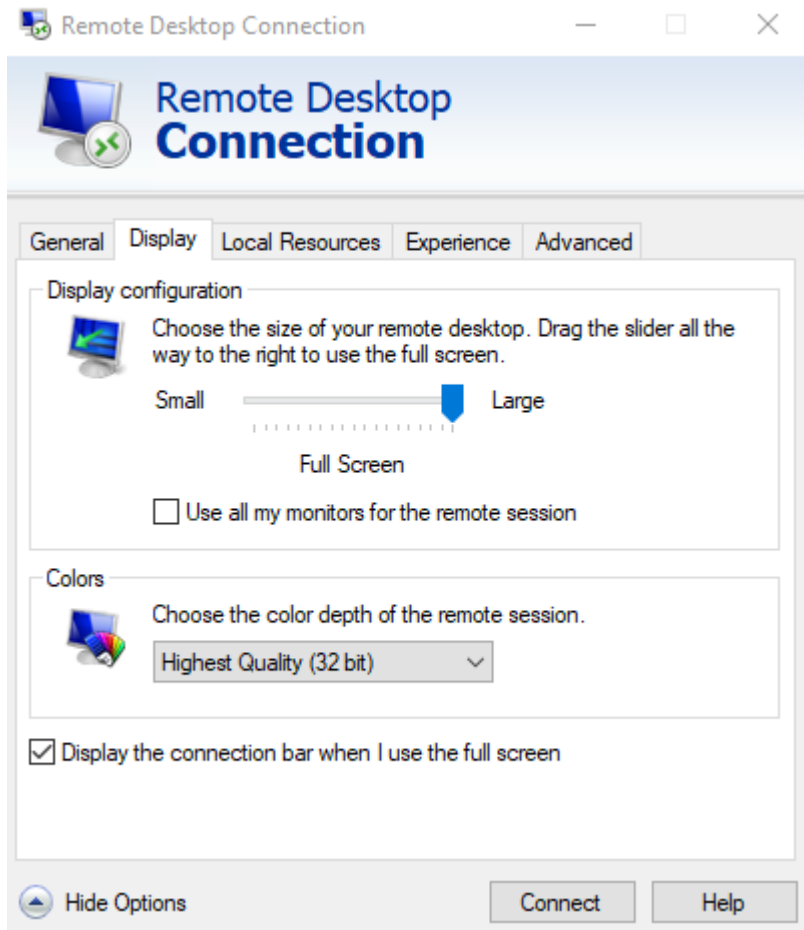 Remote Desktop Connection
Remote Desktop
Connection
General Display Local Resources Experience Advanced
Display configuration
Choose the size of your remote desktop. Drag the slider all the
way to the right to use the full screen.
Small Large
Full Screen
Use all my monitors for the remote session
Colors
Choose the color depth of the remote session.
Highest Quality (32 bit)
Display the connection bar when I use the full screen
Hide Options Connect Help